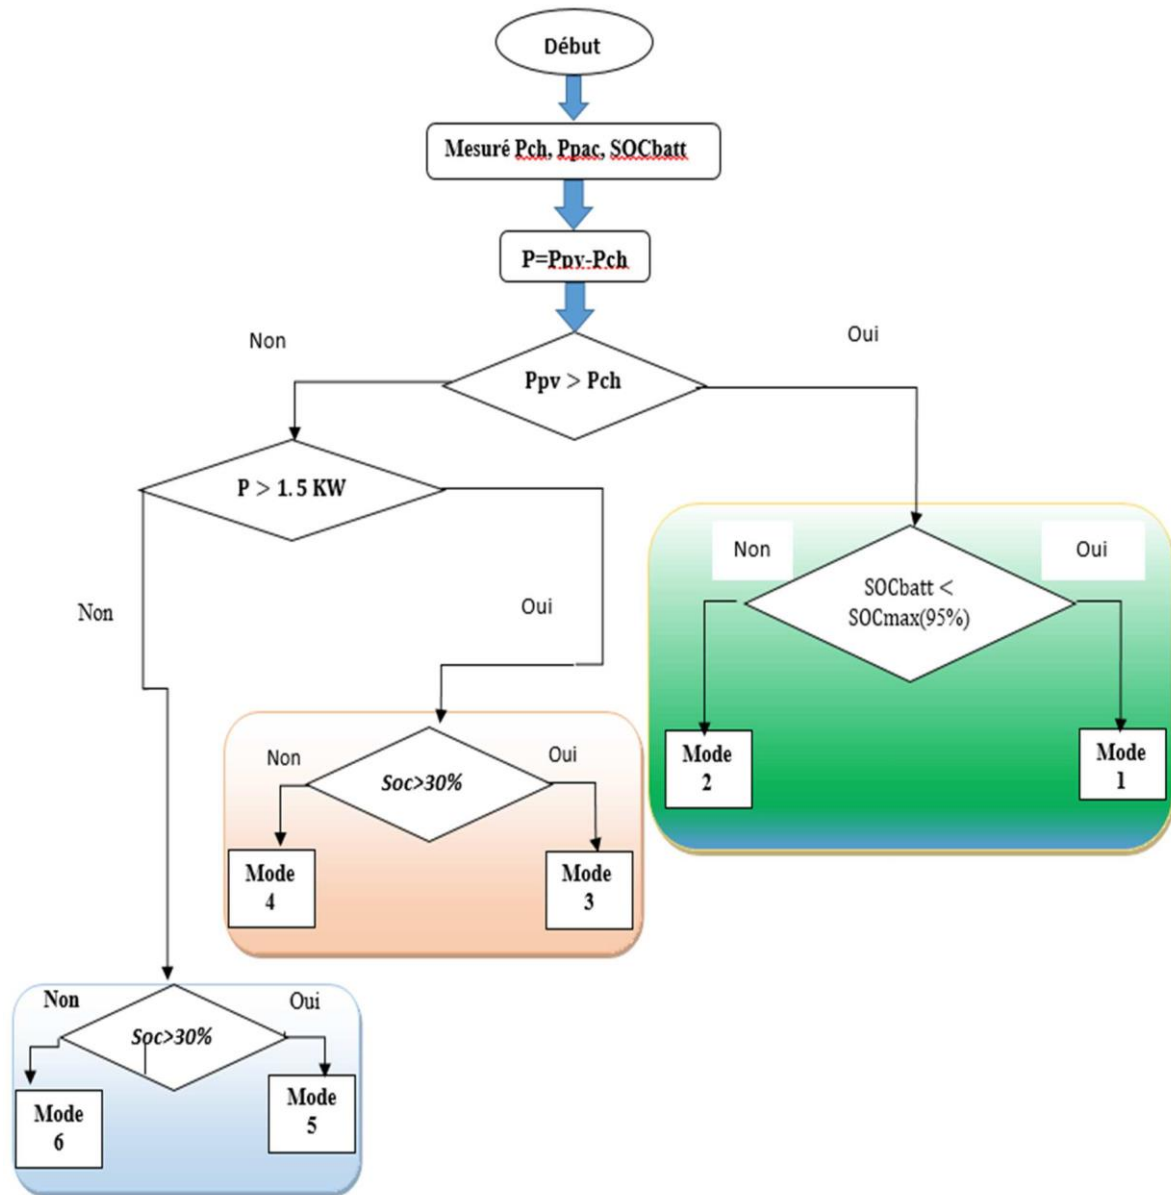 Début
Mesuré Pch, Ppac, SOCbatt
P=Ppv-Pch
Non
Oui
Ppv > Pch
P > 1.5 KW
Non
Oui
SOCbatt <
SOCmax(95%)
Non
Oui
Mode
2
Mode
1
Non
Oui
Soc>30%
Mode
4
Mode
3
Non
Oui
Soc>30%
Mode
6
Mode
5